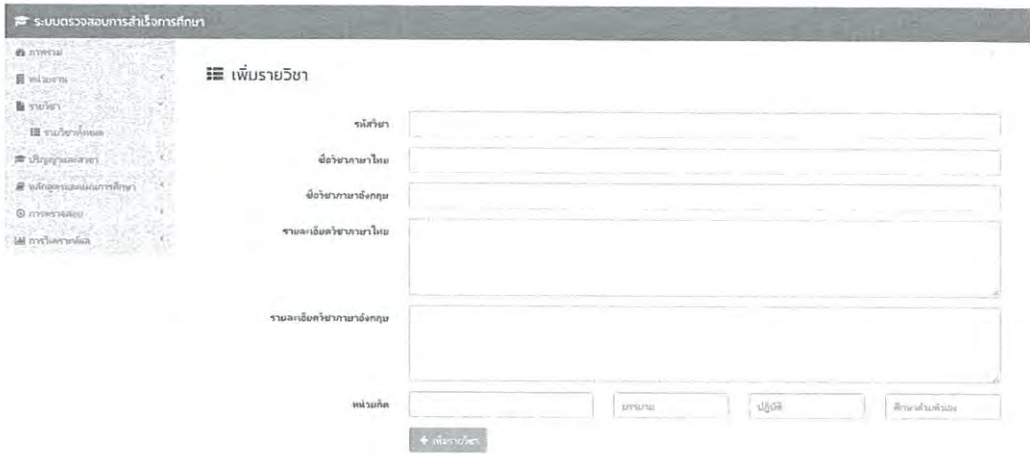 ระบบตรวจสอบการสำเร็จการศึกษา
ภาพรวม
หน่วยงาน
รายวิชา
รายวิชาทั้งหมด
ปริญญาและสาขา
หลักสูตรและแผนการศึกษา
การตรวจสอบ
การวิเคราะห์ผล
เพิ่มรายวิชา
รหัสวิชา
ชื่อวิชาภาษาไทย
ชื่อวิชาภาษาอังกฤษ
รายละเอียดวิชาภาษาไทย
รายละเอียดวิชาภาษาอังกฤษ
หน่วยกิต บรรยาย ปฏิบัติ ศึกษาด้วยตัวเอง
+ เพิ่มรายวิชา